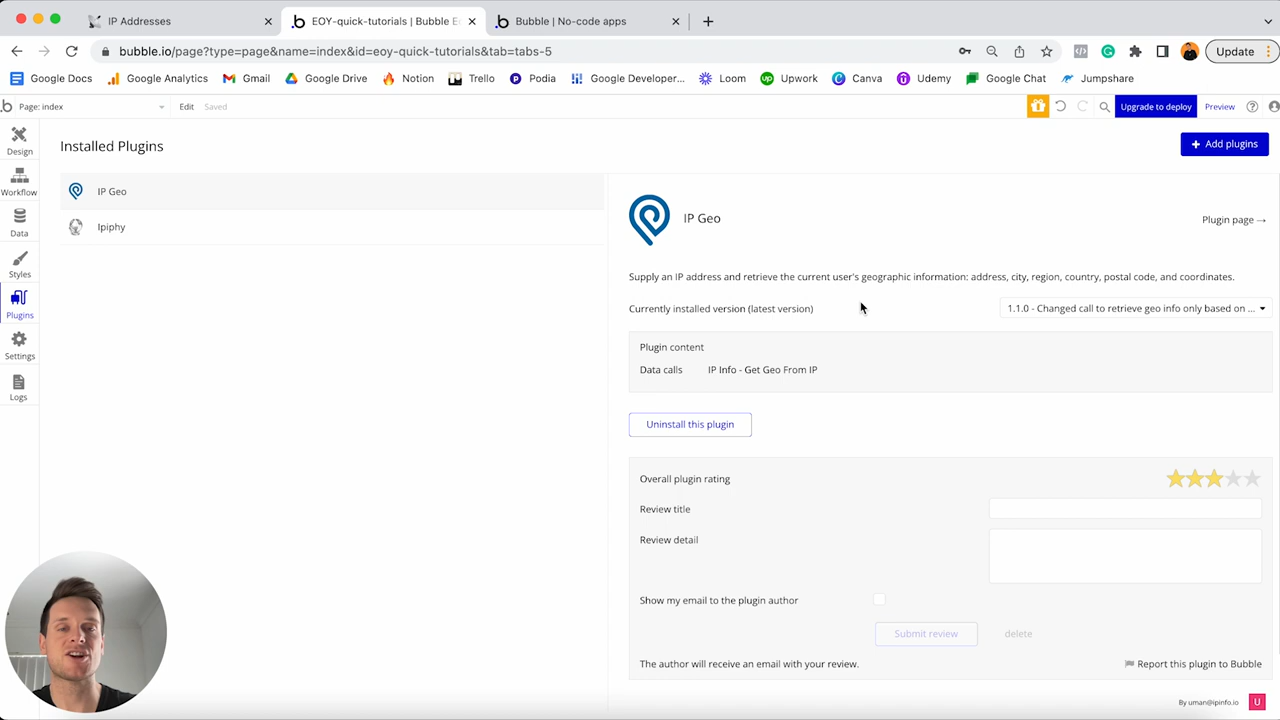 IP Addresses
EOY-quick-tutorials | Bubble E
Bubble | No-code apps
bubble.io/page?type=page&name=index&id=eoy-quick-tutorials&tab=tabs-5
Update
Google Docs
Google Analytics
Gmail
Google Drive
Notion
Trello
Podia
Google Developer...
Loom
Upwork
Canva
Udemy
Google Chat
Jumpshare
Page: index
Edit
Saved
Upgrade to deploy
Preview
Design
Workflow
Data
Styles
Plugins
Settings
Logs
Installed Plugins
+ Add plugins
IP Geo
Ipiphy
IP Geo
Plugin page →
Supply an IP address and retrieve the current user's geographic information: address, city, region, country, postal code, and coordinates.
Currently installed version (latest version)
1.1.0 - Changed call to retrieve geo info only based on ...
Plugin content
Data calls IP Info - Get Geo From IP
Uninstall this plugin
Overall plugin rating
Review title
Review detail
Show my email to the plugin author
Submit review
delete
The author will receive an email with your review.
Report this plugin to Bubble
By uman@ipinfo.io
U